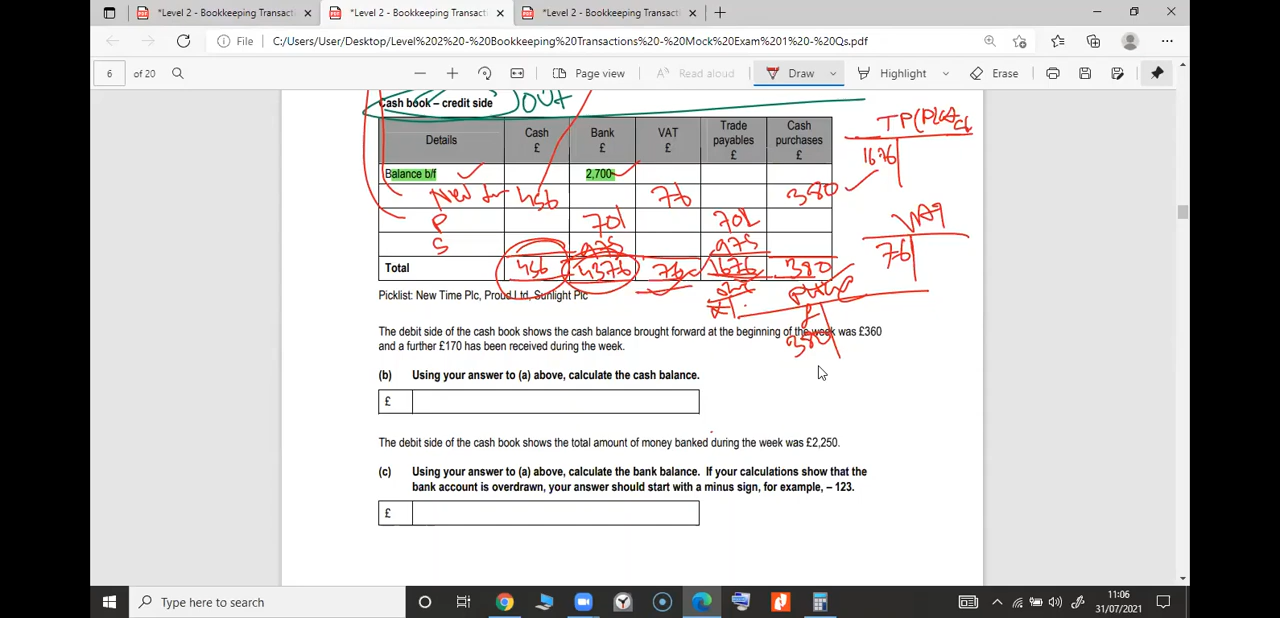 *Level 2 - Bookkeeping Transacti
*Level 2 - Bookkeeping Transacti
*Level 2 - Bookkeeping Transacti
File
C:/Users/User/Desktop/Level%202%20-%20Bookkeeping%20Transactions%20-%20Mock%20Exam%201%20-%20Qs.pdf
6 of 20
Page view
Read aloud
Draw
Highlight
Erase
Cash book – credit side
out
Details Cash £ Bank £ VAT £ Trade payables £ Cash purchases £
Balance b/f 2,700
New 456 76 380
P 701 701
S 975 975
Total 456 4376 76 1676 380
1676
VAT
76
£
380
Picklist: New Time Plc, Proud Ltd, Sunlight Plc
The debit side of the cash book shows the cash balance brought forward at the beginning of the week was £360
and a further £170 has been received during the week.
(b) Using your answer to (a) above, calculate the cash balance.
£
The debit side of the cash book shows the total amount of money banked during the week was £2,250.
(c) Using your answer to (a) above, calculate the bank balance. If your calculations show that the
bank account is overdrawn, your answer should start with a minus sign, for example, – 123.
£
Type here to search
11:06
31/07/2021